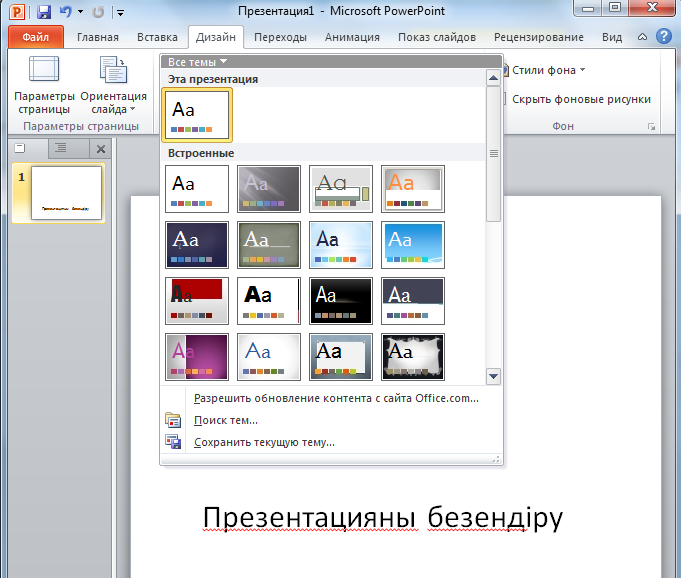 Презентация1 - Microsoft PowerPoint
Файл Главная Вставка Дизайн Переходы Анимация Показ слайдов Рецензирование Вид
Параметры страницы
Ориентация слайда
Параметры страницы
Все темы
Эта презентация
Aa
Встроенные
Aa Aa Aa Aa
Aa Aa Aa Aa
Aa Aa Aa Aa
Aa Aa Aa Aa
Разрешить обновление контента с сайта Office.com...
Поиск тем...
Сохранить текущую тему...
Стили фона
Скрыть фоновые рисунки
Фон
1
Презентацияны безендіру
Презентацияны безендіру